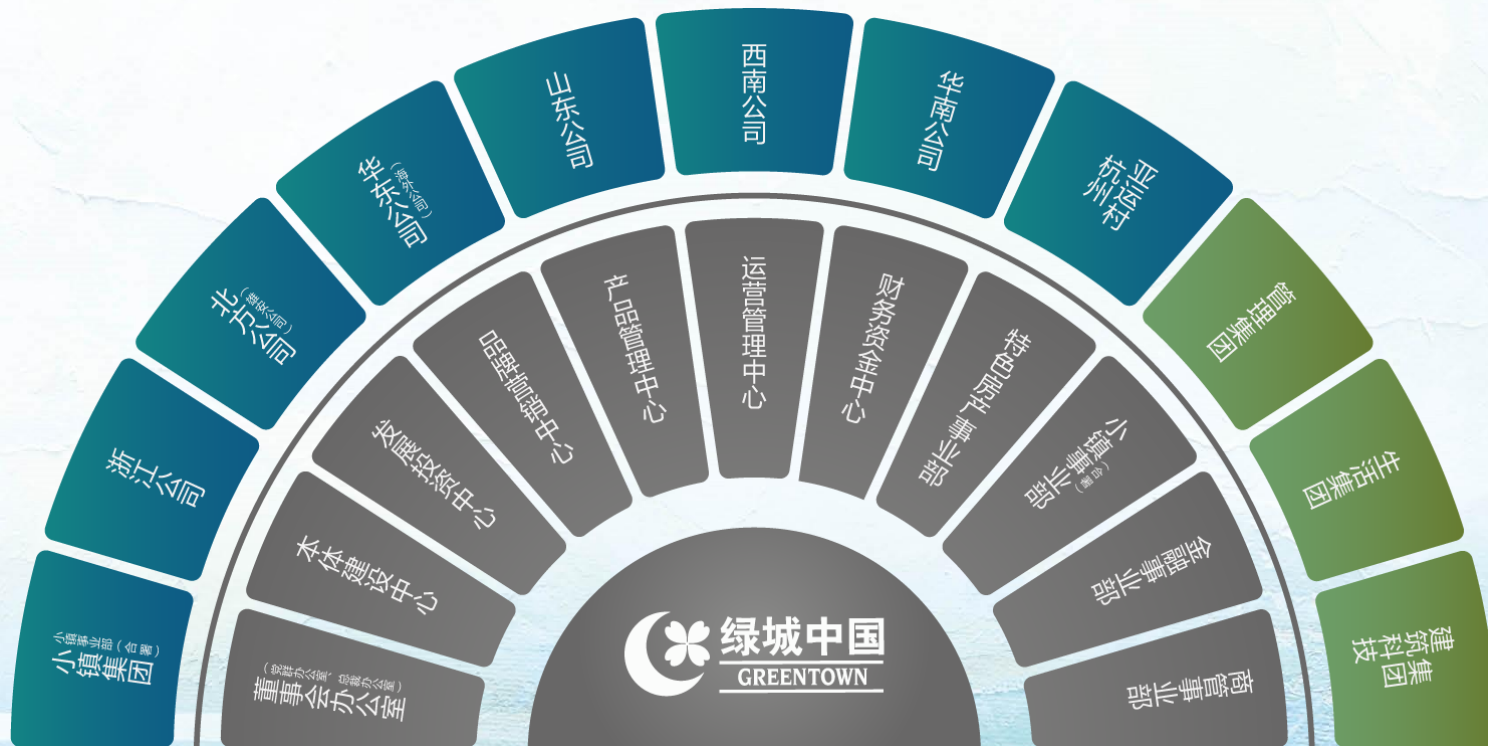 小镇事业部（合署）
小镇集团
浙江公司
北方公司
（雄安公司）
华东公司
（海外公司）
山东公司
西南公司
华南公司
杭州
亚运村
管理集团
生活集团
建筑科技
集团
（党群办公室、总裁办公室）
董事会办公室
本体建设中心
发展投资中心
品牌营销中心
产品管理中心
运营管理中心
财务资金中心
特色房产事业部
小镇事业部
（合署）
金融事业部
商管事业部
绿城中国
GREENTOWN